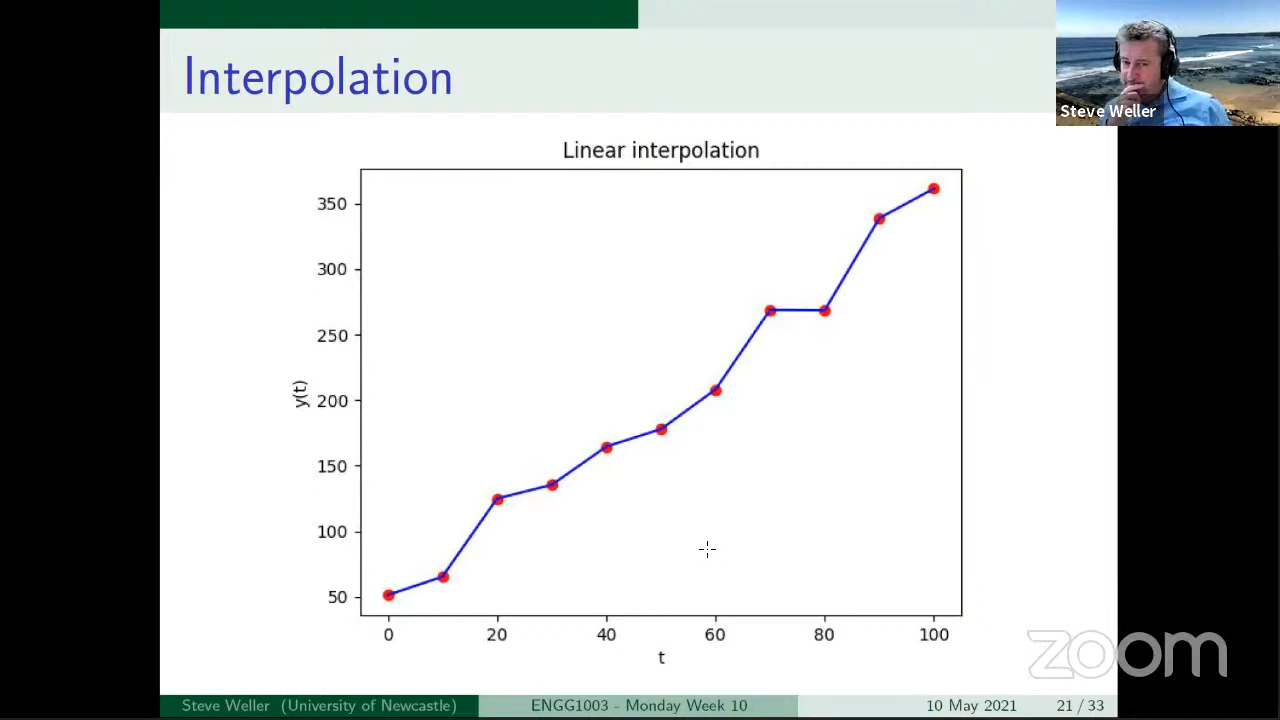 Interpolation
Steve Weller
Linear interpolation
350
300
250
200
150
100
50
y(t)
0 20 40 60 80 100
t
zoom
Steve Weller (University of Newcastle) ENGG1003 - Monday Week 10 10 May 2021 21 / 33